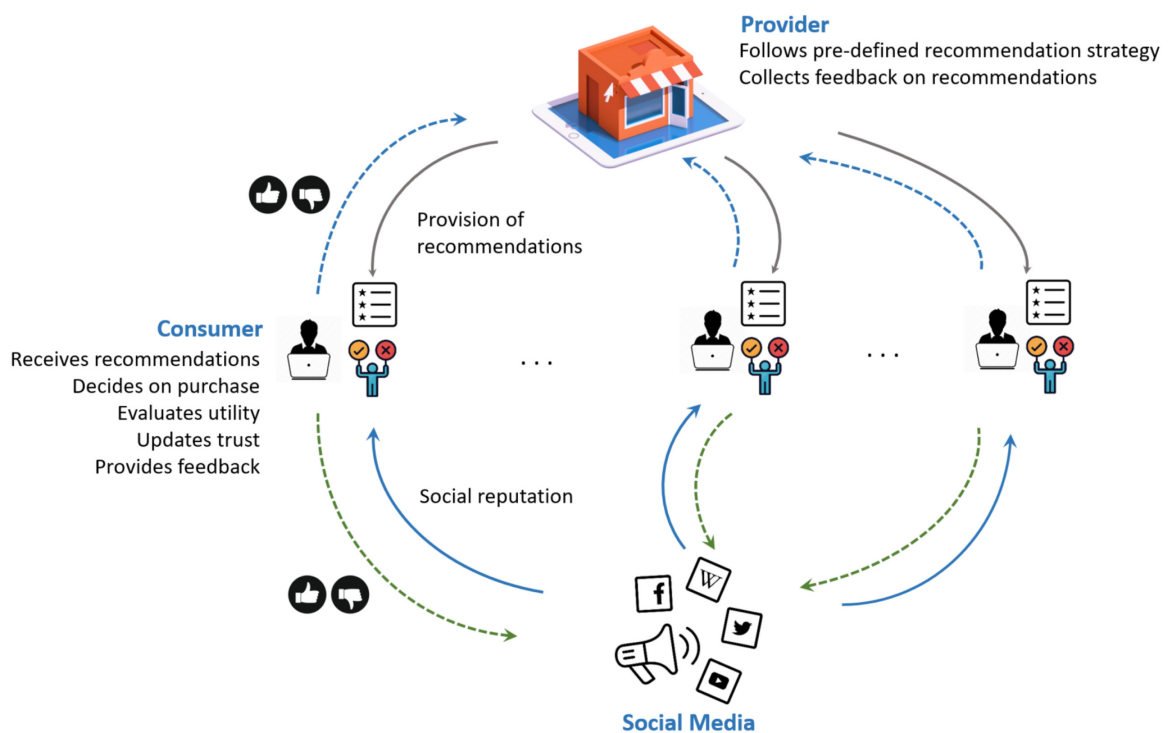 Provider
Follows pre-defined recommendation strategy
Collects feedback on recommendations
Provision of
recommendations
Consumer
Receives recommendations
Decides on purchase
Evaluates utility
Updates trust
Provides feedback
...
...
Social reputation
f
W
Social Media